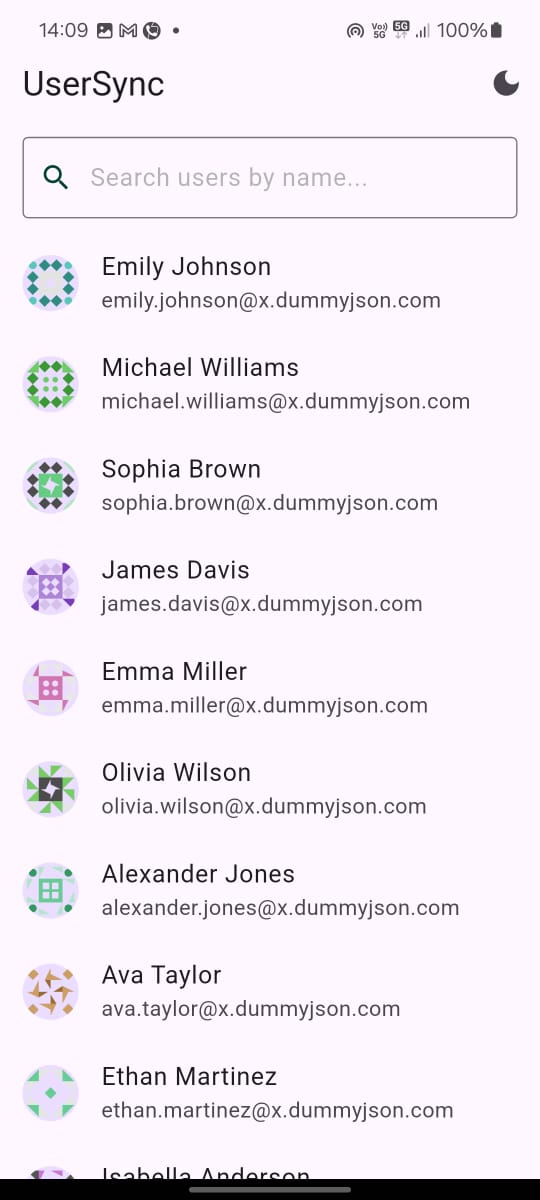 14:09 Vo)) 5G 5G 100%
UserSync
Search users by name...
Emily Johnson
emily.johnson@x.dummyjson.com
Michael Williams
michael.williams@x.dummyjson.com
Sophia Brown
sophia.brown@x.dummyjson.com
James Davis
james.davis@x.dummyjson.com
Emma Miller
emma.miller@x.dummyjson.com
Olivia Wilson
olivia.wilson@x.dummyjson.com
Alexander Jones
alexander.jones@x.dummyjson.com
Ava Taylor
ava.taylor@x.dummyjson.com
Ethan Martinez
ethan.martinez@x.dummyjson.com
Isabella Anderson